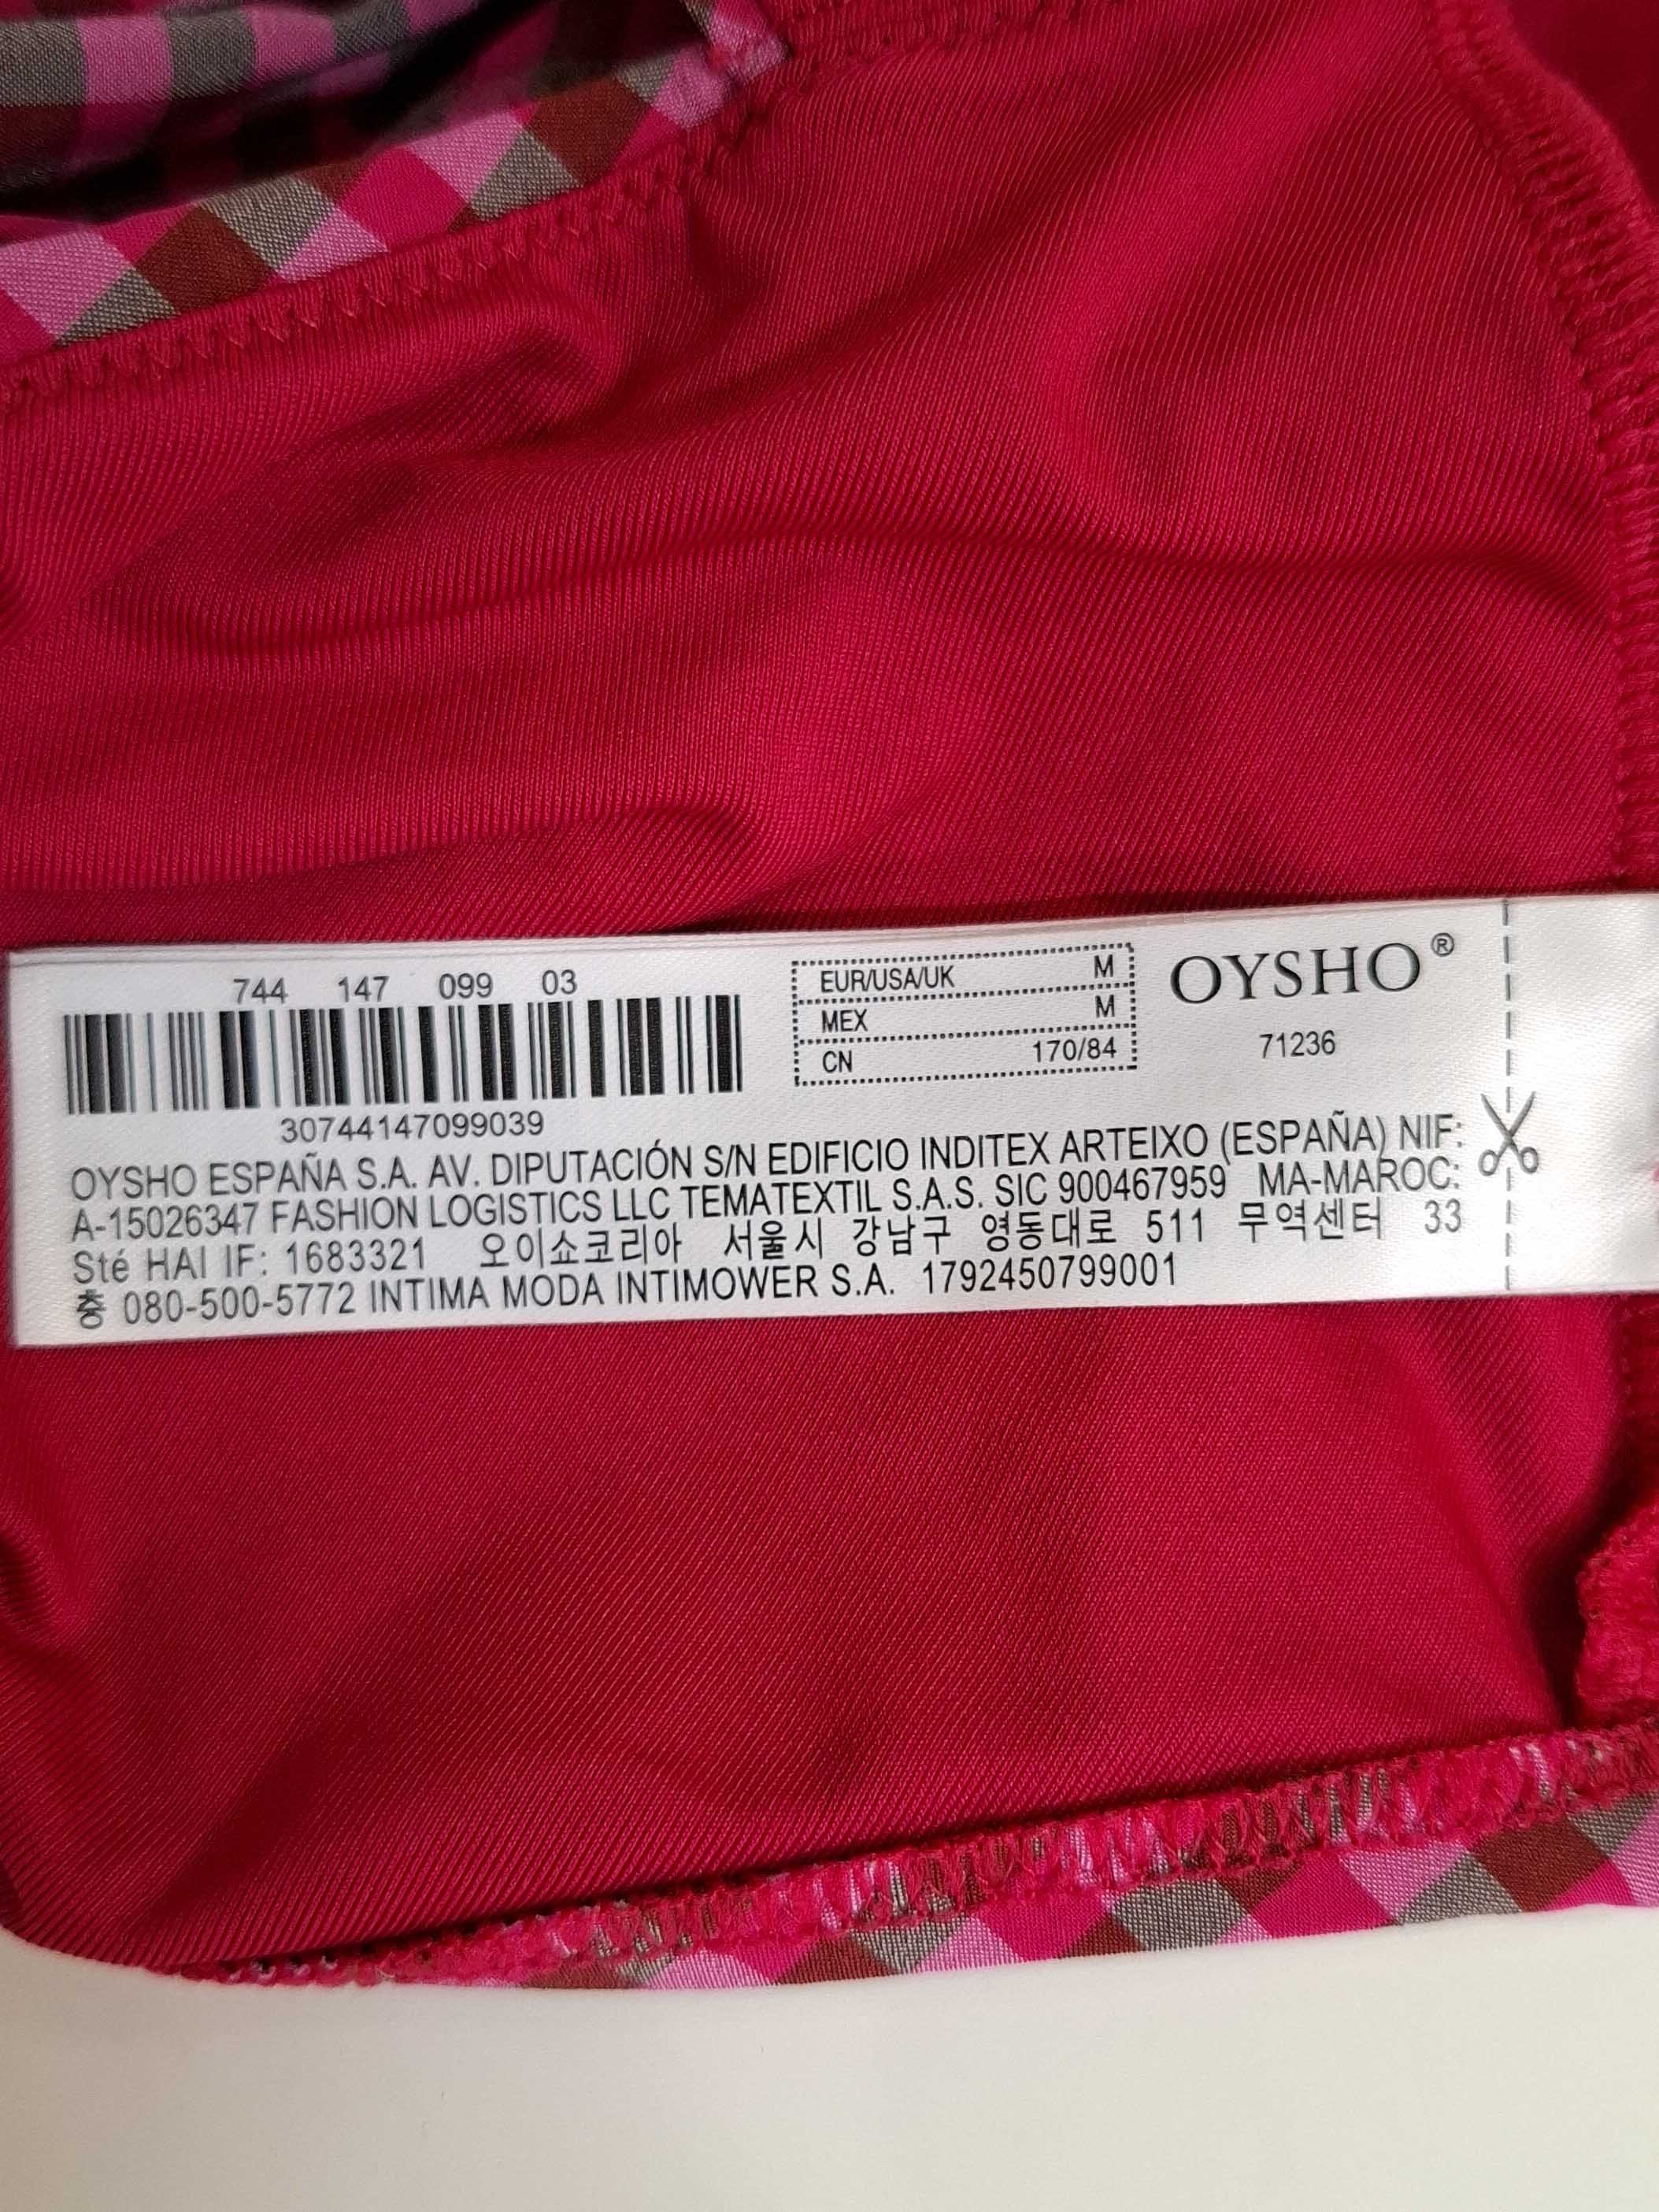 744 147 099 03
30744147099039
EUR/USA/UK M
MEX M
CN 170/84
OYSHO®
71236
OYSHO ESPAÑA S.A. AV. DIPUTACIÓN S/N EDIFICIO INDITEX ARTEIXO (ESPAÑA) NIF:
A-15026347 FASHION LOGISTICS LLC TEMATEXTIL S.A.S. SIC 900467959 MA-MAROC:
Sté HAI IF: 1683321 오이쇼코리아 서울시 강남구 영동대로 511 무역센터 33
층 080-500-5772 INTIMA MODA INTIMOWER S.A. 1792450799001